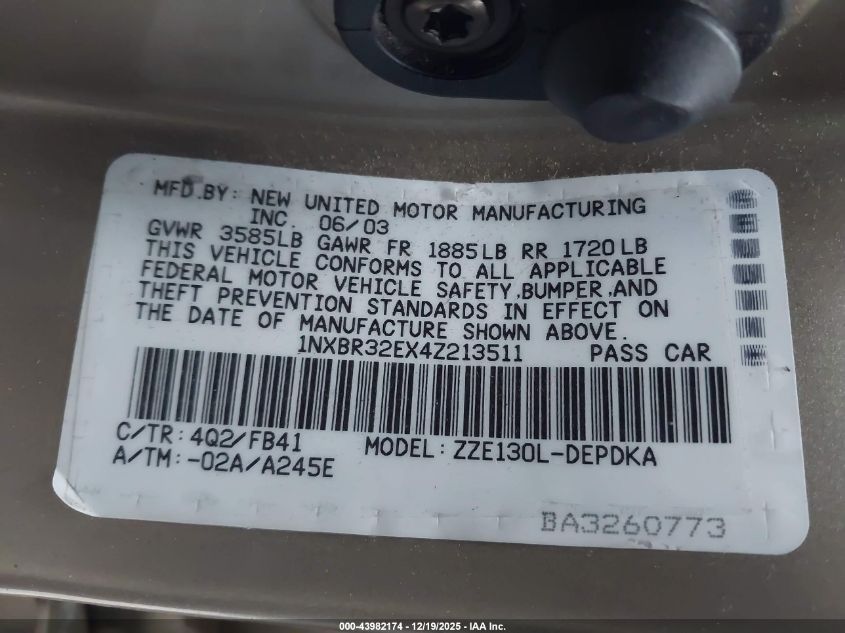 MFD.BY: NEW UNITED MOTOR MANUFACTURING
INC. 06/03
GVWR 3585LB GAWR FR 1885LB RR 1720LB
THIS VEHICLE CONFORMS TO ALL APPLICABLE
FEDERAL MOTOR VEHICLE SAFETY,BUMPER,AND
THEFT PREVENTION STANDARDS IN EFFECT ON
THE DATE OF MANUFACTURE SHOWN ABOVE.
1NXBR32EX4Z213511 PASS CAR
C/TR: 4Q2/FB41 MODEL: ZZE130L-DEPDKA
A/TM:-02A/A245E
BA3260773
000-43982174 | 12/19/2025 - IAA Inc.